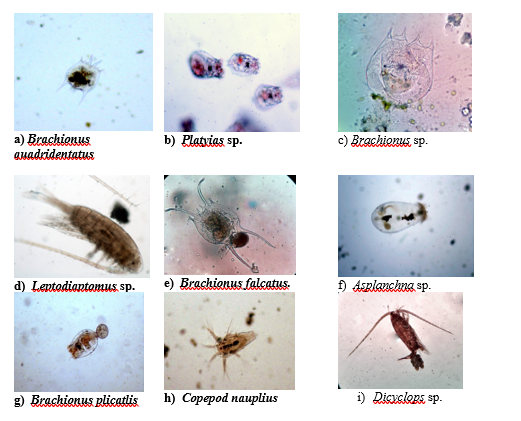 a) Brachionus
quadridentatus
b) Platyias sp.
c) Brachionus sp.
d) Leptodiaptomus sp.
e) Brachionus falcatus.
f) Asplanchna sp.
g) Brachionus plicatlis
h) Copepod nauplius
i) Dicyclops sp.